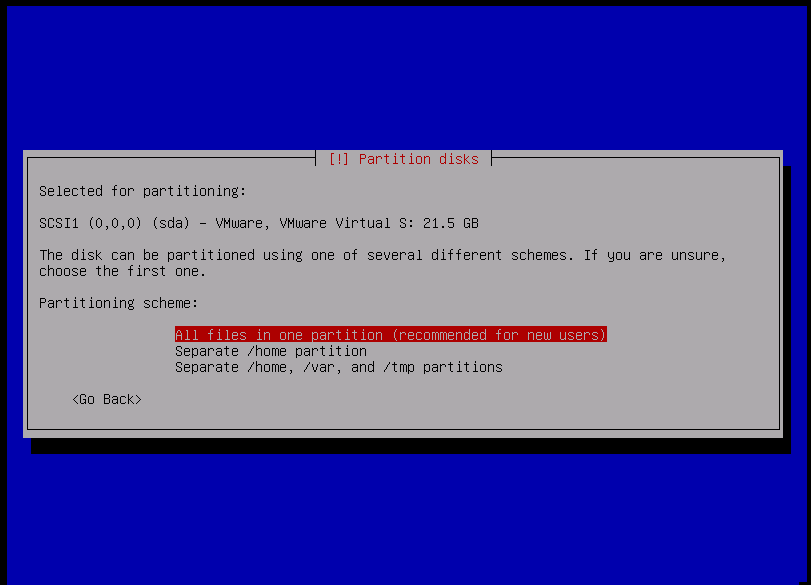 [!] Partition disks
Selected for partitioning:
SCSI1 (0,0,0) (sda) - VMware, VMware Virtual S: 21.5 GB
The disk can be partitioned using one of several different schemes. If you are unsure,
choose the first one.
Partitioning scheme:
All files in one partition (recommended for new users)
Separate /home partition
Separate /home, /var, and /tmp partitions
<Go Back>